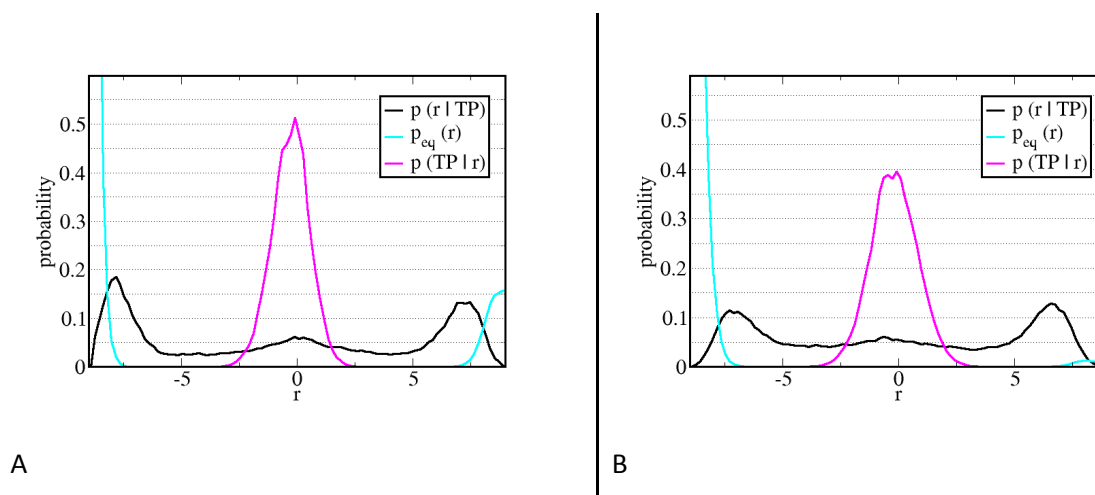 p (r | TP)
p_eq (r)
p (TP | r)
probability
0.5
0.4
0.3
0.2
0.1
0
-5 0 5
r
A
p (r | TP)
p_eq (r)
p (TP | r)
probability
0.5
0.4
0.3
0.2
0.1
0
-5 0 5
r
B